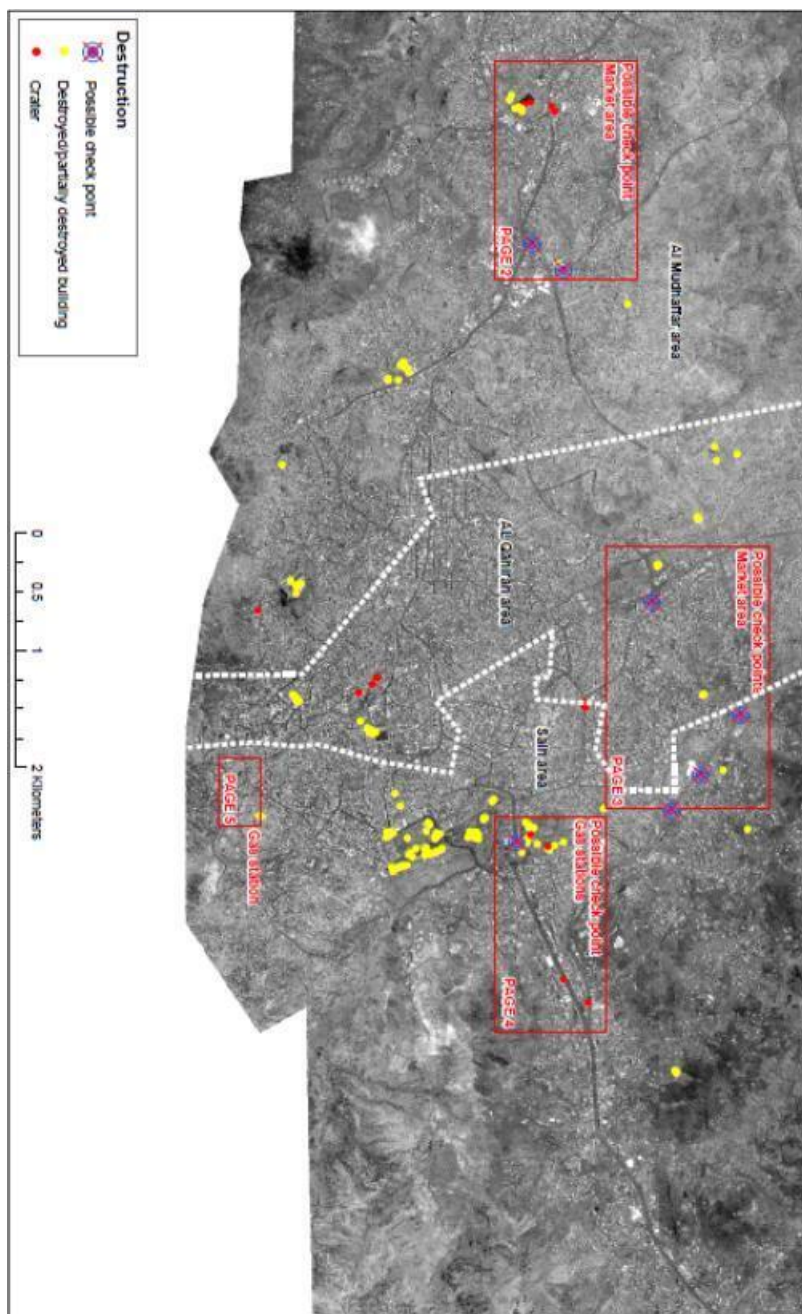 Destruction
Possible check point
Destroyed/partially destroyed building
Crater
0
0.5
1
2 Kilometers
Possible check point
Market area
PAGE 2
Al Mudhaffar area
AL Qahiran area
Possible check points
Market area
PAGE 3
Saln area
Possible check point
Gas stations
PAGE 4
PAGE 5
Gas station